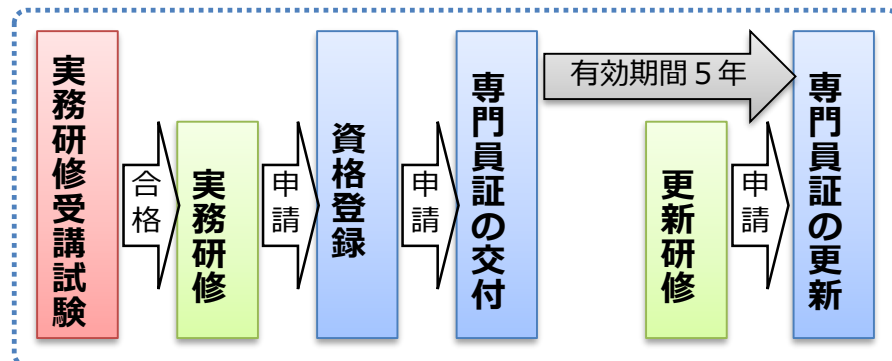 実務研修受講試験
合格
実務研修
申請
資格登録
申請
専門員証の交付
有効期間５年
更新研修
申請
専門員証の更新